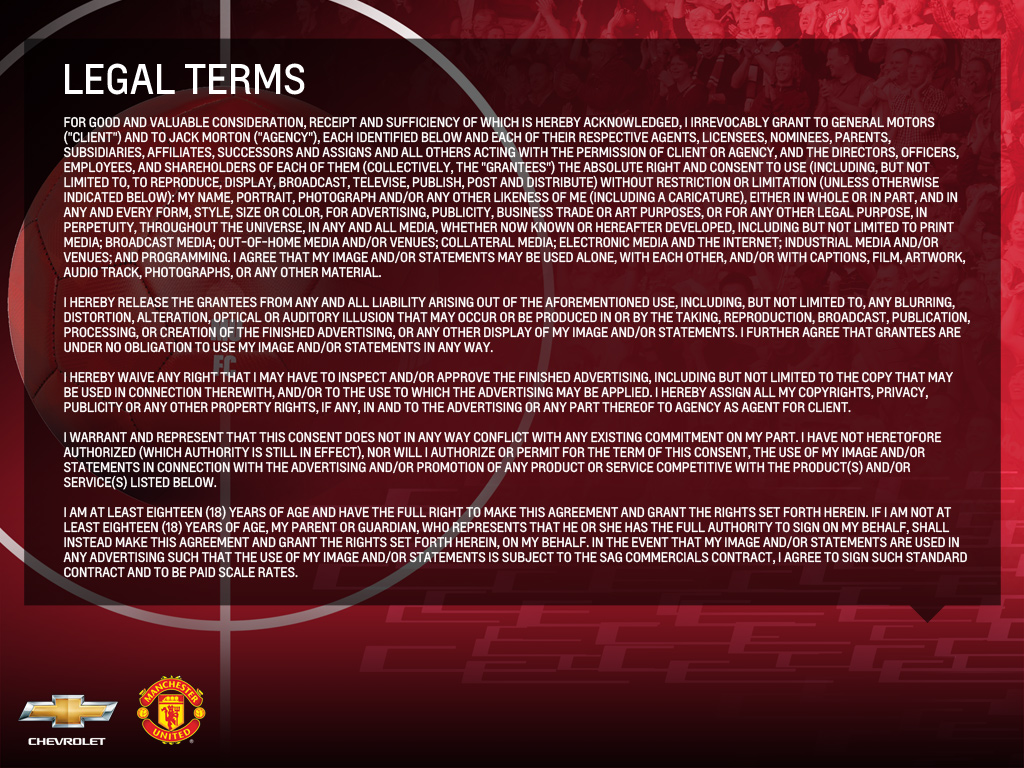 LEGAL TERMS
FOR GOOD AND VALUABLE CONSIDERATION, RECEIPT AND SUFFICIENCY OF WHICH IS HEREBY ACKNOWLEDGED, I IRREVOCABLY GRANT TO GENERAL MOTORS
("CLIENT") AND TO JACK MORTON ("AGENCY"), EACH IDENTIFIED BELOW AND EACH OF THEIR RESPECTIVE AGENTS, LICENSEES, NOMINEES, PARENTS,
SUBSIDIARIES, AFFILIATES, SUCCESSORS AND ASSIGNS AND ALL OTHERS ACTING WITH THE PERMISSION OF CLIENT OR AGENCY, AND THE DIRECTORS, OFFICERS,
EMPLOYEES, AND SHAREHOLDERS OF EACH OF THEM (COLLECTIVELY, THE "GRANTEES") THE ABSOLUTE RIGHT AND CONSENT TO USE (INCLUDING, BUT NOT
LIMITED TO, TO REPRODUCE, DISPLAY, BROADCAST, TELEVISE, PUBLISH, POST AND DISTRIBUTE) WITHOUT RESTRICTION OR LIMITATION (UNLESS OTHERWISE
INDICATED BELOW): MY NAME, PORTRAIT, PHOTOGRAPH AND/OR ANY OTHER LIKENESS OF ME (INCLUDING A CARICATURE), EITHER IN WHOLE OR IN PART, AND IN
ANY AND EVERY FORM, STYLE, SIZE OR COLOR, FOR ADVERTISING, PUBLICITY, BUSINESS TRADE OR ART PURPOSES, OR FOR ANY OTHER LEGAL PURPOSE, IN
PERPETUITY, THROUGHOUT THE UNIVERSE, IN ANY AND ALL MEDIA, WHETHER NOW KNOWN OR HEREAFTER DEVELOPED, INCLUDING BUT NOT LIMITED TO PRINT
MEDIA; BROADCAST MEDIA; OUT-OF-HOME MEDIA AND/OR VENUES; COLLATERAL MEDIA; ELECTRONIC MEDIA AND THE INTERNET; INDUSTRIAL MEDIA AND/OR
VENUES; AND PROGRAMMING. I AGREE THAT MY IMAGE AND/OR STATEMENTS MAY BE USED ALONE, WITH EACH OTHER, AND/OR WITH CAPTIONS, FILM, ARTWORK,
AUDIO TRACK, PHOTOGRAPHS, OR ANY OTHER MATERIAL.
I HEREBY RELEASE THE GRANTEES FROM ANY AND ALL LIABILITY ARISING OUT OF THE AFOREMENTIONED USE, INCLUDING, BUT NOT LIMITED TO, ANY BLURRING,
DISTORTION, ALTERATION, OPTICAL OR AUDITORY ILLUSION THAT MAY OCCUR OR BE PRODUCED IN OR BY THE TAKING, REPRODUCTION, BROADCAST, PUBLICATION,
PROCESSING, OR CREATION OF THE FINISHED ADVERTISING, OR ANY OTHER DISPLAY OF MY IMAGE AND/OR STATEMENTS. I FURTHER AGREE THAT GRANTEES ARE
UNDER NO OBLIGATION TO USE MY IMAGE AND/OR STATEMENTS IN ANY WAY.
I HEREBY WAIVE ANY RIGHT THAT I MAY HAVE TO INSPECT AND/OR APPROVE THE FINISHED ADVERTISING, INCLUDING BUT NOT LIMITED TO THE COPY THAT MAY
BE USED IN CONNECTION THEREWITH, AND/OR TO THE USE TO WHICH THE ADVERTISING MAY BE APPLIED. I HEREBY ASSIGN ALL MY COPYRIGHTS, PRIVACY,
PUBLICITY OR ANY OTHER PROPERTY RIGHTS, IF ANY, IN AND TO THE ADVERTISING OR ANY PART THEREOF TO AGENCY AS AGENT FOR CLIENT.
I WARRANT AND REPRESENT THAT THIS CONSENT DOES NOT IN ANY WAY CONFLICT WITH ANY EXISTING COMMITMENT ON MY PART. I HAVE NOT HERETOFORE
AUTHORIZED (WHICH AUTHORITY IS STILL IN EFFECT), NOR WILL I AUTHORIZE OR PERMIT FOR THE TERM OF THIS CONSENT, THE USE OF MY IMAGE AND/OR
STATEMENTS IN CONNECTION WITH THE ADVERTISING AND/OR PROMOTION OF ANY PRODUCT OR SERVICE COMPETITIVE WITH THE PRODUCT(S) AND/OR
SERVICE(S) LISTED BELOW.
I AM AT LEAST EIGHTEEN (18) YEARS OF AGE AND HAVE THE FULL RIGHT TO MAKE THIS AGREEMENT AND GRANT THE RIGHTS SET FORTH HEREIN. IF I AM NOT AT
LEAST EIGHTEEN (18) YEARS OF AGE, MY PARENT OR GUARDIAN, WHO REPRESENTS THAT HE OR SHE HAS THE FULL AUTHORITY TO SIGN ON MY BEHALF, SHALL
INSTEAD MAKE THIS AGREEMENT AND GRANT THE RIGHTS SET FORTH HEREIN, ON MY BEHALF. IN THE EVENT THAT MY IMAGE AND/OR STATEMENTS ARE USED IN
ANY ADVERTISING SUCH THAT THE USE OF MY IMAGE AND/OR STATEMENTS IS SUBJECT TO THE SAG COMMERCIALS CONTRACT, I AGREE TO SIGN SUCH STANDARD
CONTRACT AND TO BE PAID SCALE RATES.
CHEVROLET
MANCHESTER
UNITED